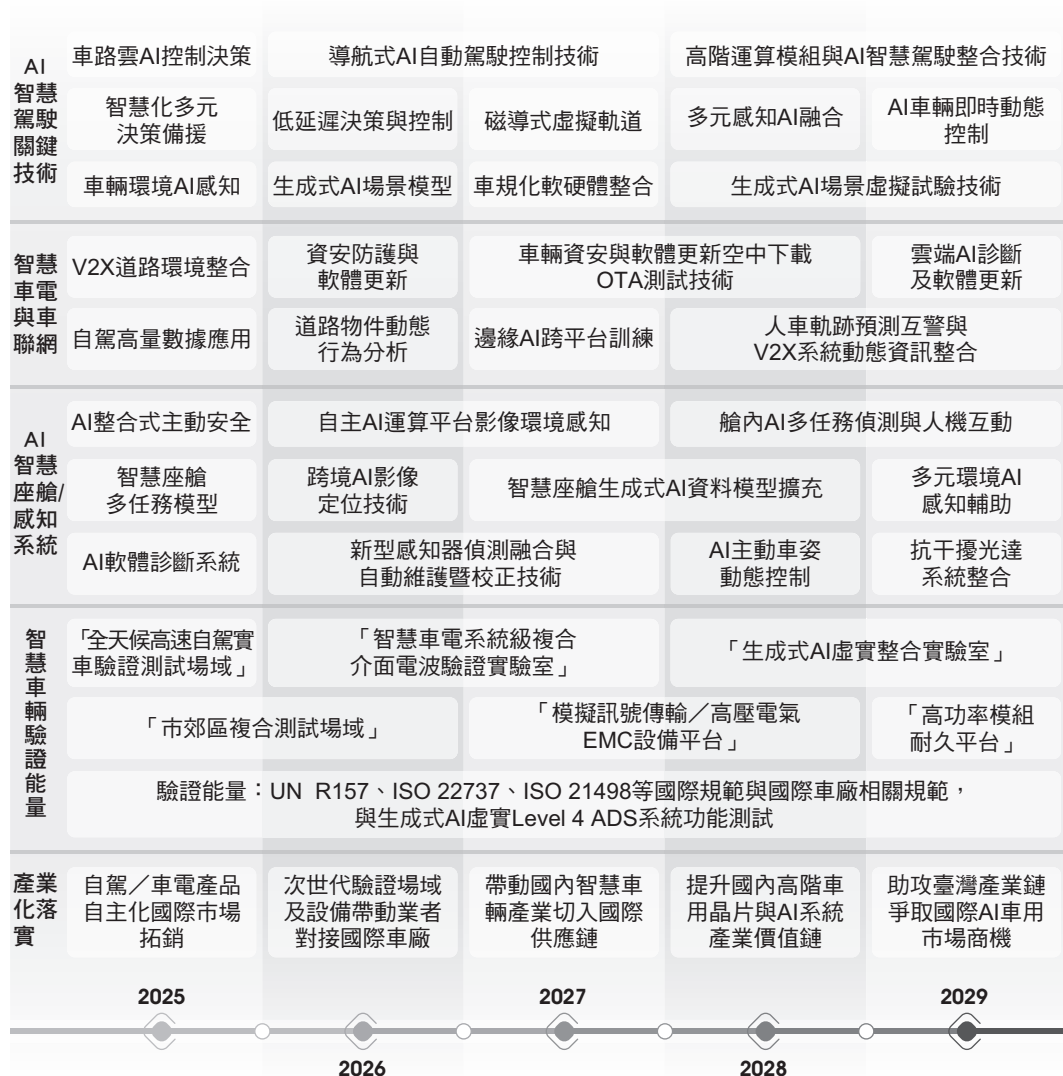 AI
智慧
駕駛
關鍵
技術
車路雲AI控制決策
導航式AI自動駕駛控制技術
高階運算模組與AI智慧駕駛整合技術
智慧化多元
決策備援
低延遲決策與控制
磁導式虛擬軌道
多元感知AI融合
AI車輛即時動態
控制
車輛環境AI感知
生成式AI場景模型
車規化軟硬體整合
生成式AI場景虛擬試驗技術
智慧
車電
與車
聯網
V2X道路環境整合
資安防護與
軟體更新
車輛資安與軟體更新空中下載
OTA測試技術
雲端AI診斷
及軟體更新
自駕高量數據應用
道路物件動態
行為分析
邊緣AI跨平台訓練
人車軌跡預測互警與
V2X系統動態資訊整合
AI
智慧
座艙/
感知
系統
AI整合式主動安全
自主AI運算平台影像環境感知
艙內AI多任務偵測與人機互動
智慧座艙
多任務模型
跨境AI影像
定位技術
智慧座艙生成式AI資料模型擴充
多元環境AI
感知輔助
AI軟體診斷系統
新型感知器偵測融合與
自動維護暨校正技術
AI主動車姿
動態控制
抗干擾光達
系統整合
智慧車輛驗證能量
「全天候高速自駕實
車驗證測試場域」
「智慧車電系統級複合
介面電波驗證實驗室」
「生成式AI虛實整合實驗室」
「市郊區複合測試場域」
「模擬訊號傳輸／高壓電氣
EMC設備平台」
「高功率模組
耐久平台」
驗證能量：UN R157、ISO 22737、ISO 21498等國際規範與國際車廠相關規範，
與生成式AI虛實Level 4 ADS系統功能測試
產業
化落
實
自駕／車電產品
自主化國際市場
拓銷
次世代驗證場域
及設備帶動業者
對接國際車廠
帶動國內智慧車
輛產業切入國際
供應鏈
提升國內高階車
用晶片與AI系統
產業價值鏈
助攻臺灣產業鏈
爭取國際AI車用
市場商機
2025
2026
2027
2028
2029